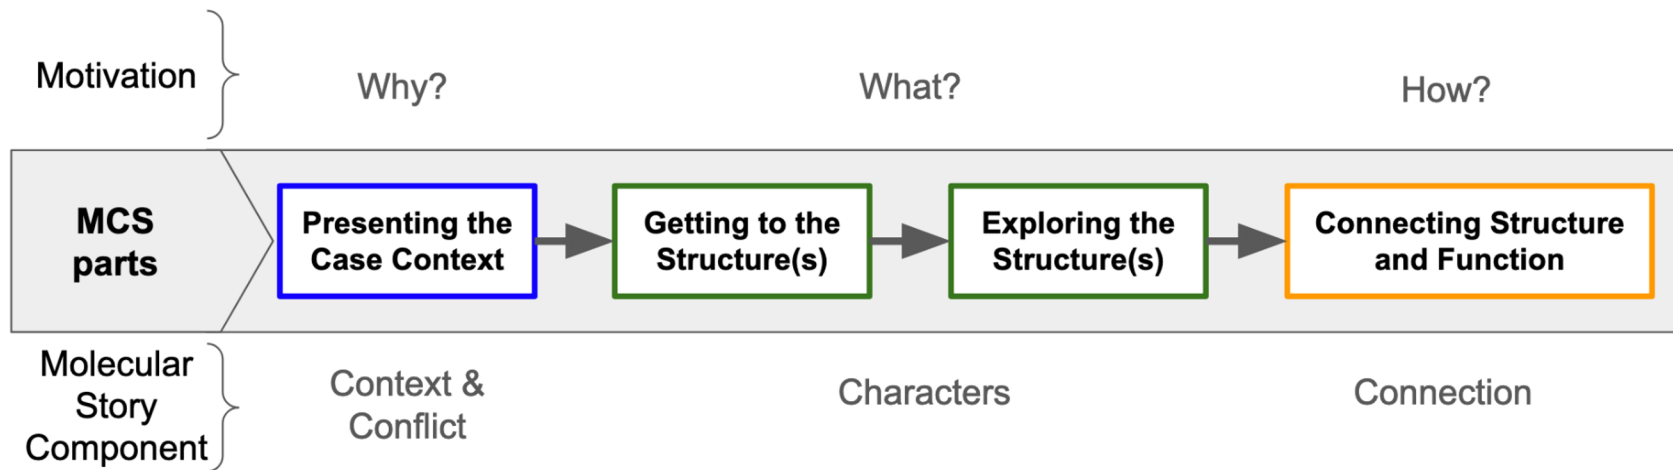 Motivation
Why?
What?
How?
MCS
parts
Presenting the
Case Context
Getting to the
Structure(s)
Exploring the
Structure(s)
Connecting Structure
and Function
Molecular
Story
Component
Context &
Conflict
Characters
Connection